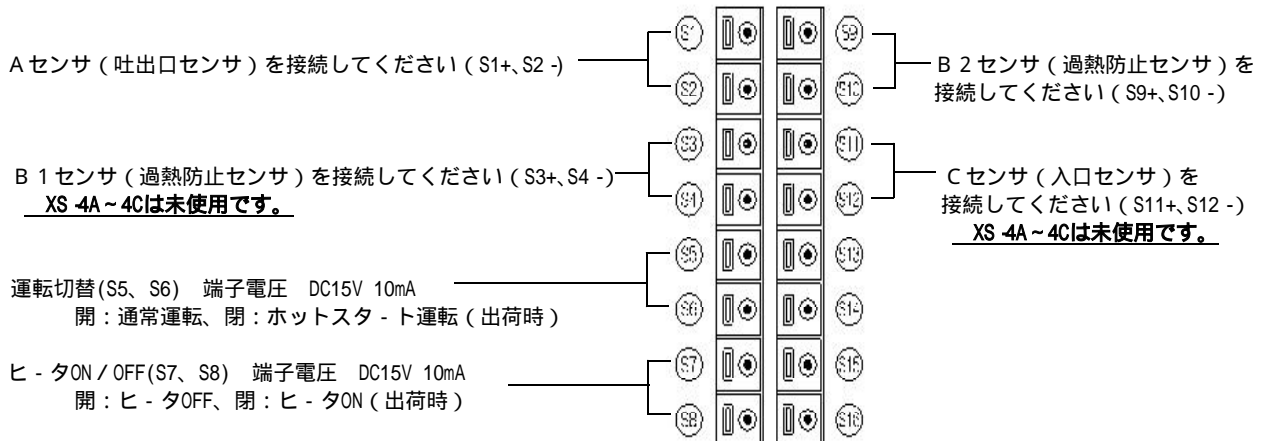 Aセンサ(吐出口センサ)を接続してください(S1+、S2 -)
B1センサ(過熱防止センサ)を接続してください(S3+、S4 -)
XS-4A~4Cは未使用です。
運転切替(S5、S6) 端子電圧 DC15V 10mA
開:通常運転、閉:ホットスタ-ト運転(出荷時)
ヒ-タON/OFF(S7、S8) 端子電圧 DC15V 10mA
開:ヒ-タOFF、閉:ヒ-タON(出荷時)
S1
S2
S3
S4
S5
S6
S7
S8
S9
S10
S11
S12
S13
S14
S15
S16
B2センサ(過熱防止センサ)を
接続してください(S9+、S10 -)
Cセンサ(入口センサ)を
接続してください(S11+、S12 -)
XS-4A~4Cは未使用です。